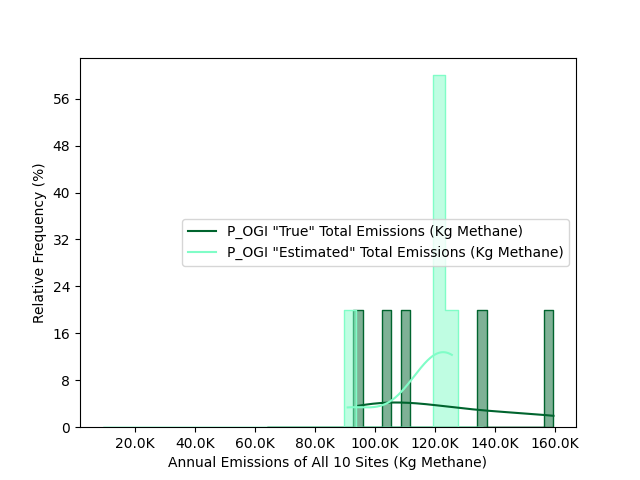 56
48
40
32
24
16
8
0
Relative Frequency (%)
P_OGI "True" Total Emissions (Kg Methane)
P_OGI "Estimated" Total Emissions (Kg Methane)
20.0K 40.0K 60.0K 80.0K 100.0K 120.0K 140.0K 160.0K
Annual Emissions of All 10 Sites (Kg Methane)